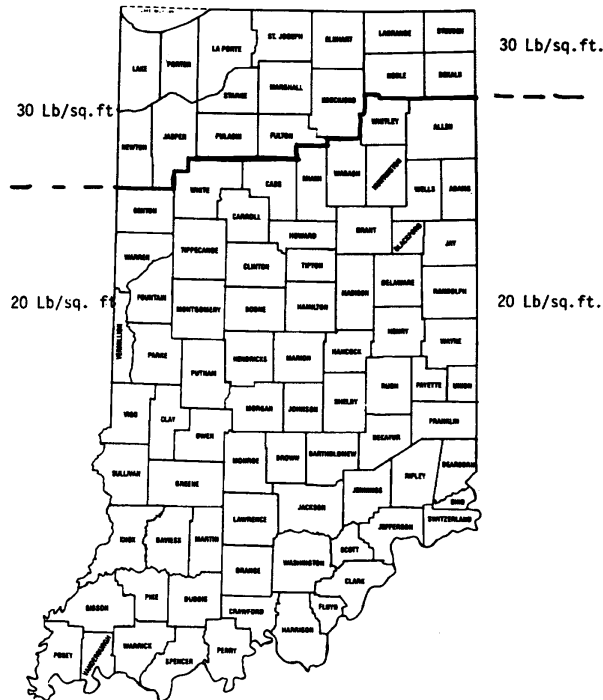 ST. JOSEPH
ELKHART
LAGRANGE
STEUBEN
LA PORTE
PORTER
LAKE
30 Lb/sq.ft.
NOBLE
DEKALB
MARSHALL
STARKE
KOSCIUSKO
30 Lb/sq.ft
WHITLEY
ALLEN
JASPER
PULASKI
FULTON
NEWTON
MIAMI
WABASH
HUNTINGTON
CASS
WHITE
WELLS
ADAMS
BENTON
CARROLL
GRANT
HOWARD
BLACKFORD
JAY
WARREN
TIPPECANOE
CLINTON
TIPTON
DELAWARE
MADISON
RANDOLPH
20 Lb/sq. ft
FOUNTAIN
MONTGOMERY
BOONE
HAMILTON
20 Lb/sq.ft.
HENRY
WAYNE
VERMILLION
PARKE
HENDRICKS
MARION
HANCOCK
PUTNAM
RUSH
FAYETTE
UNION
SHELBY
VIGO
CLAY
MORGAN
JOHNSON
FRANKLIN
OWEN
DECATUR
MONROE
BROWN
BARTHOLOMEW
DEARBORN
SULLIVAN
RIPLEY
GREENE
JENNINGS
OHIO
JACKSON
LAWRENCE
SWITZERLAND
JEFFERSON
KNOX
DAVIESS
MARTIN
SCOTT
WASHINGTON
ORANGE
CLARK
PIKE
DUBOIS
GIBSON
CRAWFORD
FLOYD
HARRISON
WARRICK
PERRY
POSEY
VANDERBURGH
SPENCER